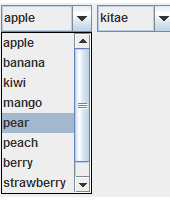 apple kitae
apple
banana
kiwi
mango
pear
peach
berry
strawberry